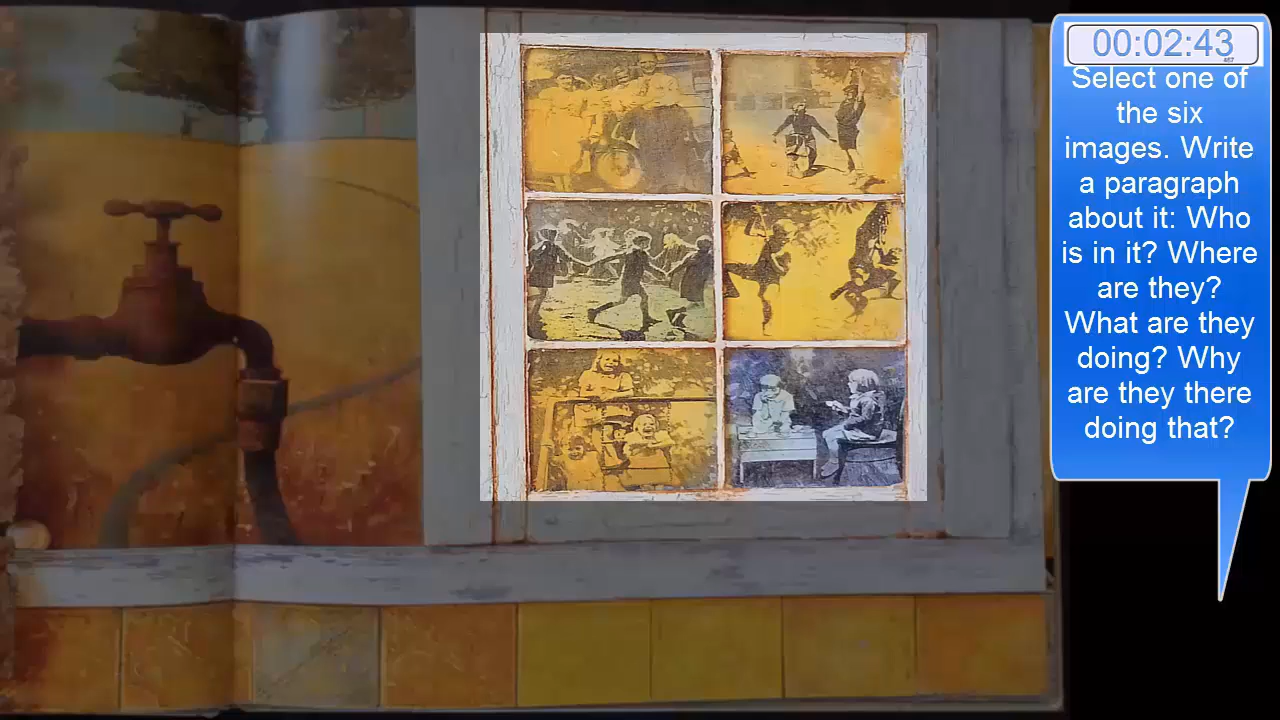 00:02:43
Select one of
the six
images. Write
a paragraph
about it: Who
is in it? Where
are they?
What are they
doing? Why
are they there
doing that?